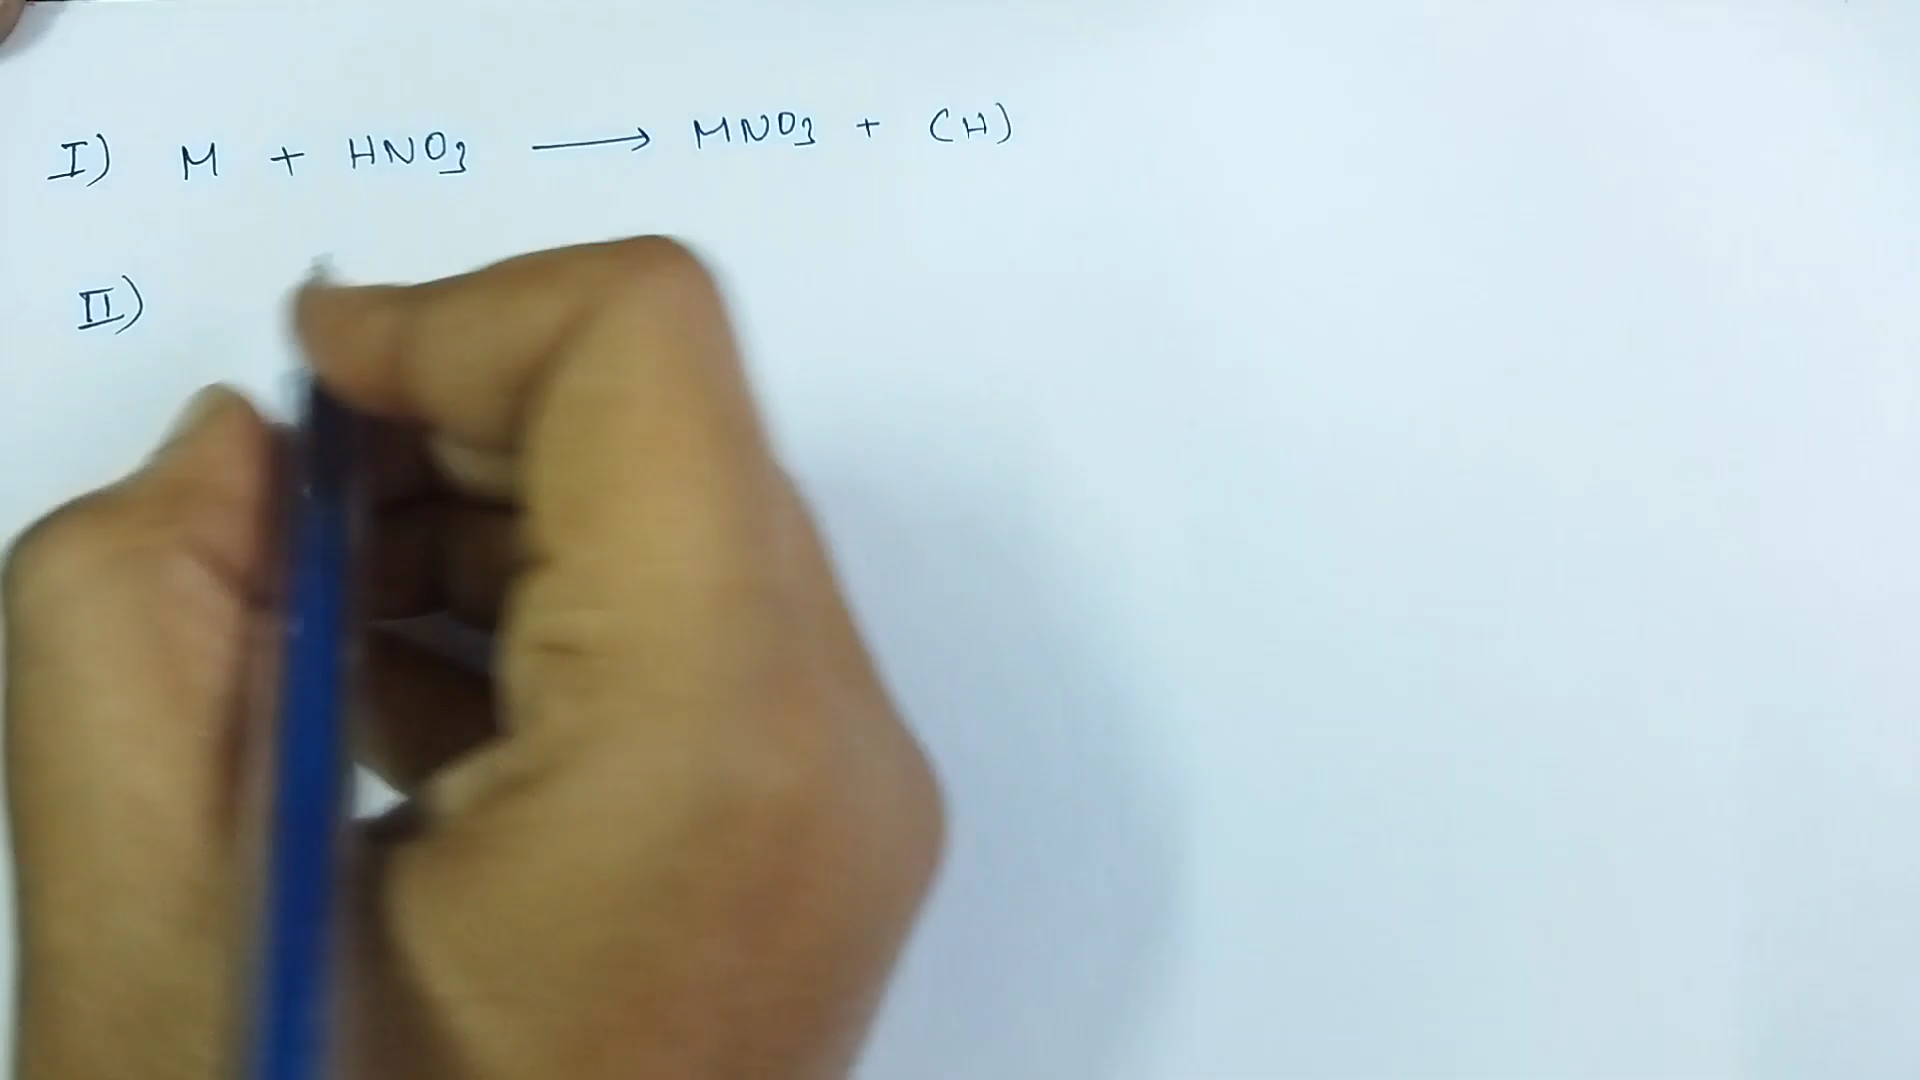 I) M + HNO3 ⟶ MNO3 + (H)
II)